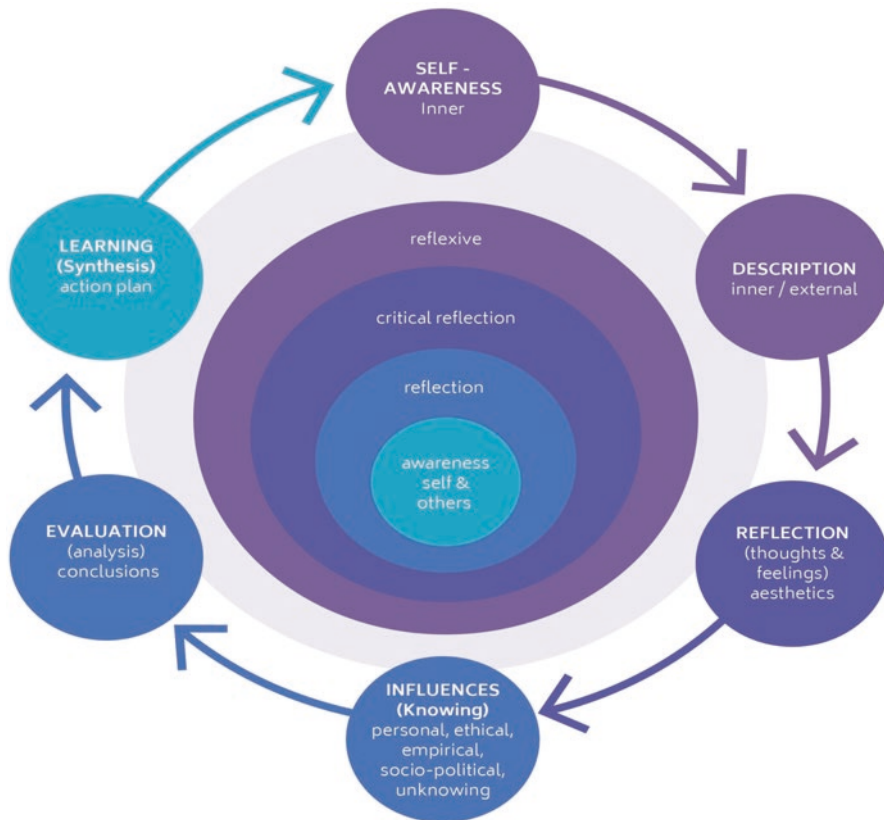 SELF -
AWARENESS
Inner
DESCRIPTION
inner / external
REFLECTION
(thoughts &
feelings)
aesthetics
INFLUENCES
(Knowing)
personal, ethical,
empirical,
socio-political,
unknowing
EVALUATION
(analysis)
conclusions
LEARNING
(Synthesis)
action plan
reflexive
critical reflection
reflection
awareness
self &
others